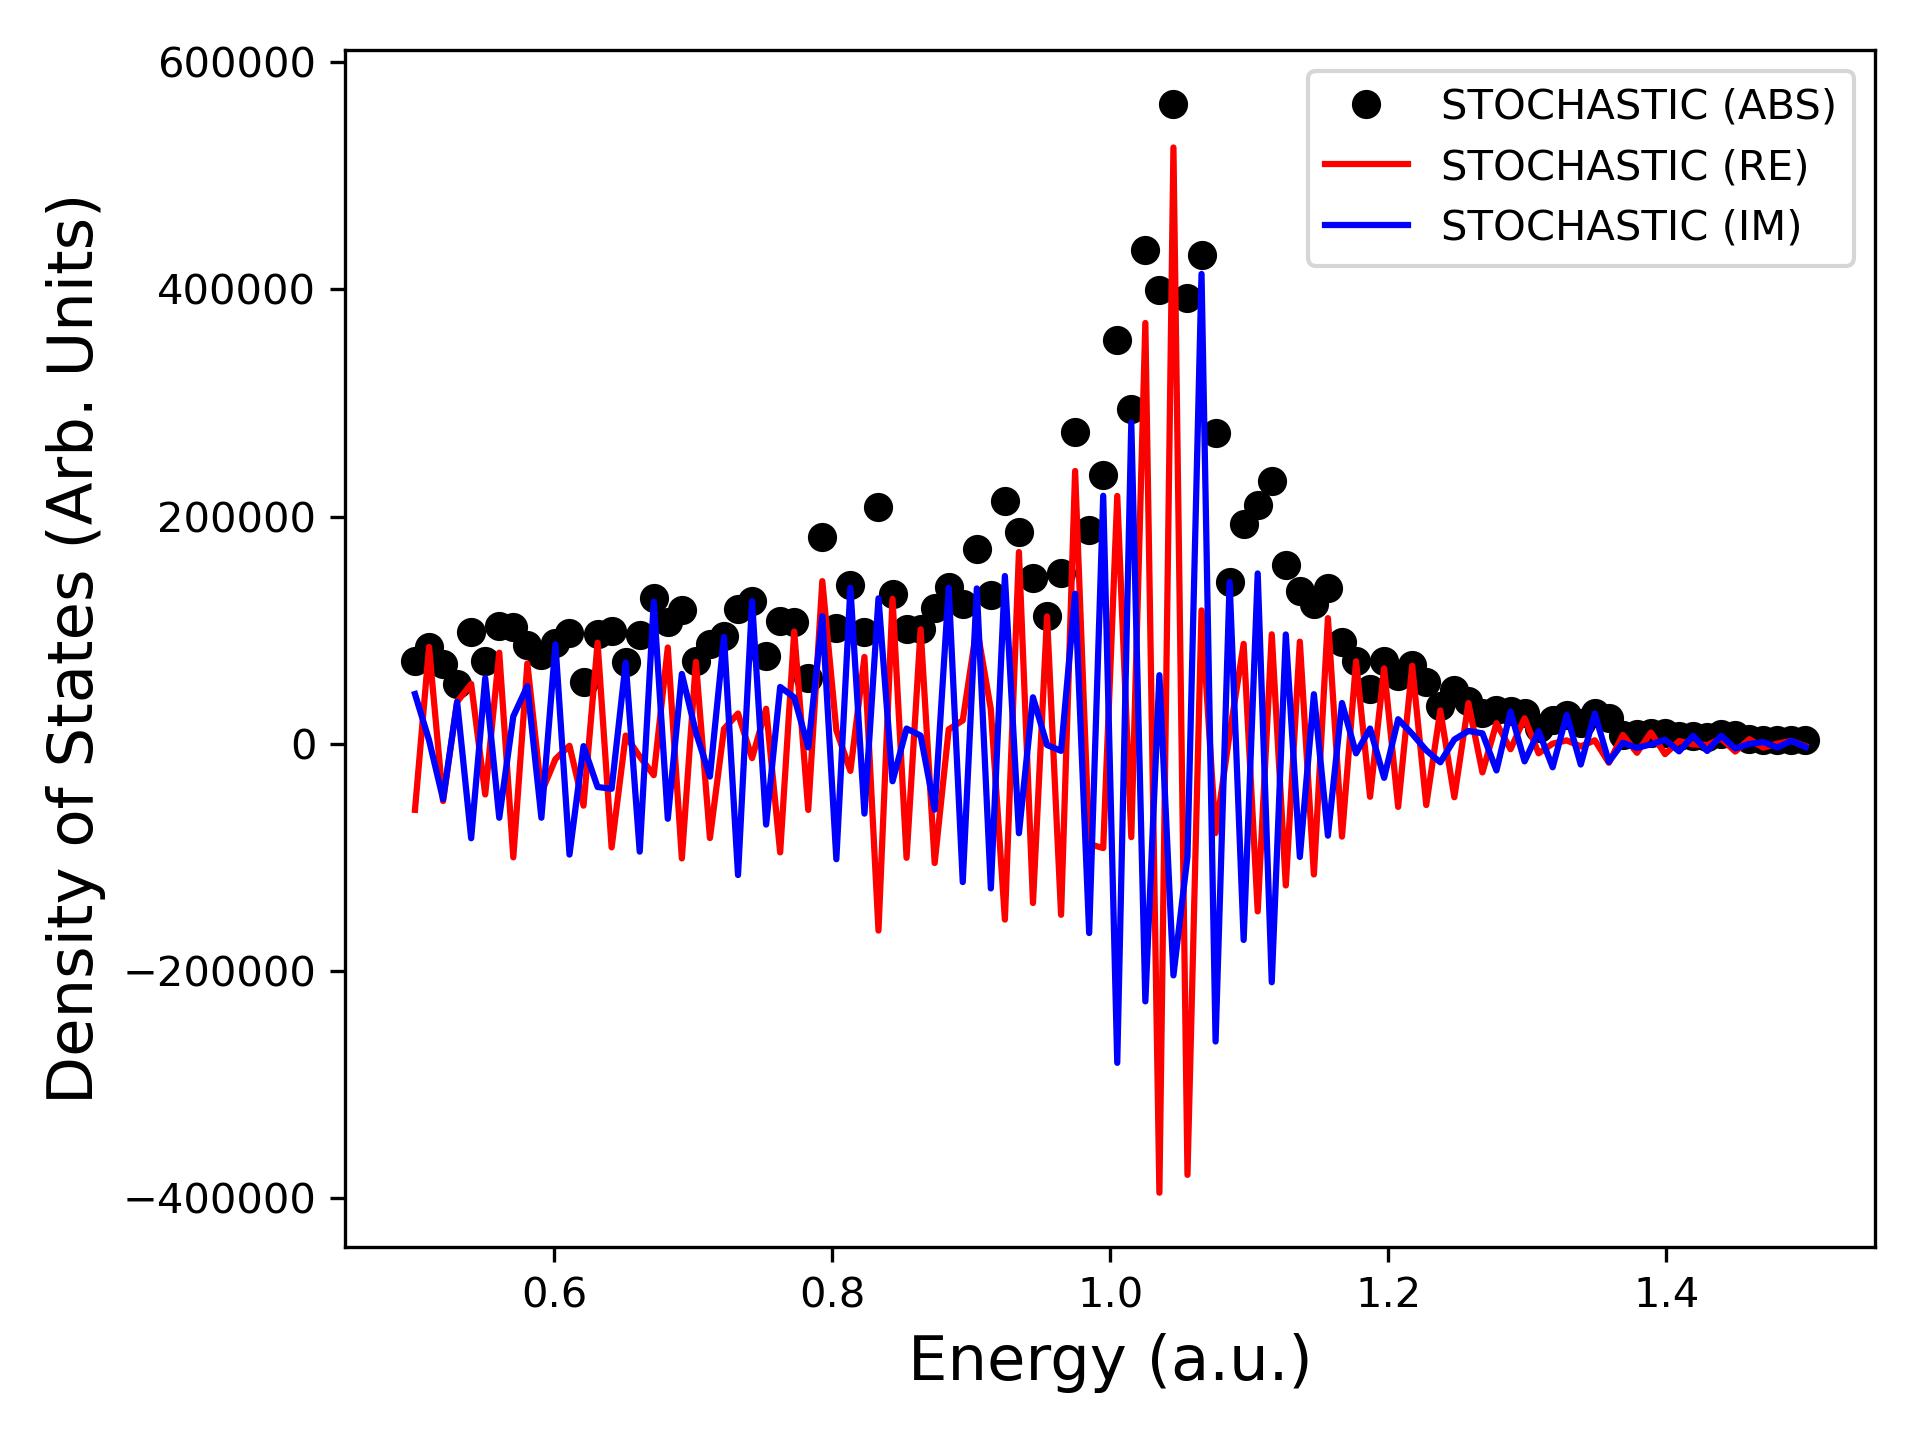 600000
400000
200000
0
−200000
−400000
Density of States (Arb. Units)
STOCHASTIC (ABS)
STOCHASTIC (RE)
STOCHASTIC (IM)
0.6
0.8
1.0
1.2
1.4
Energy (a.u.)